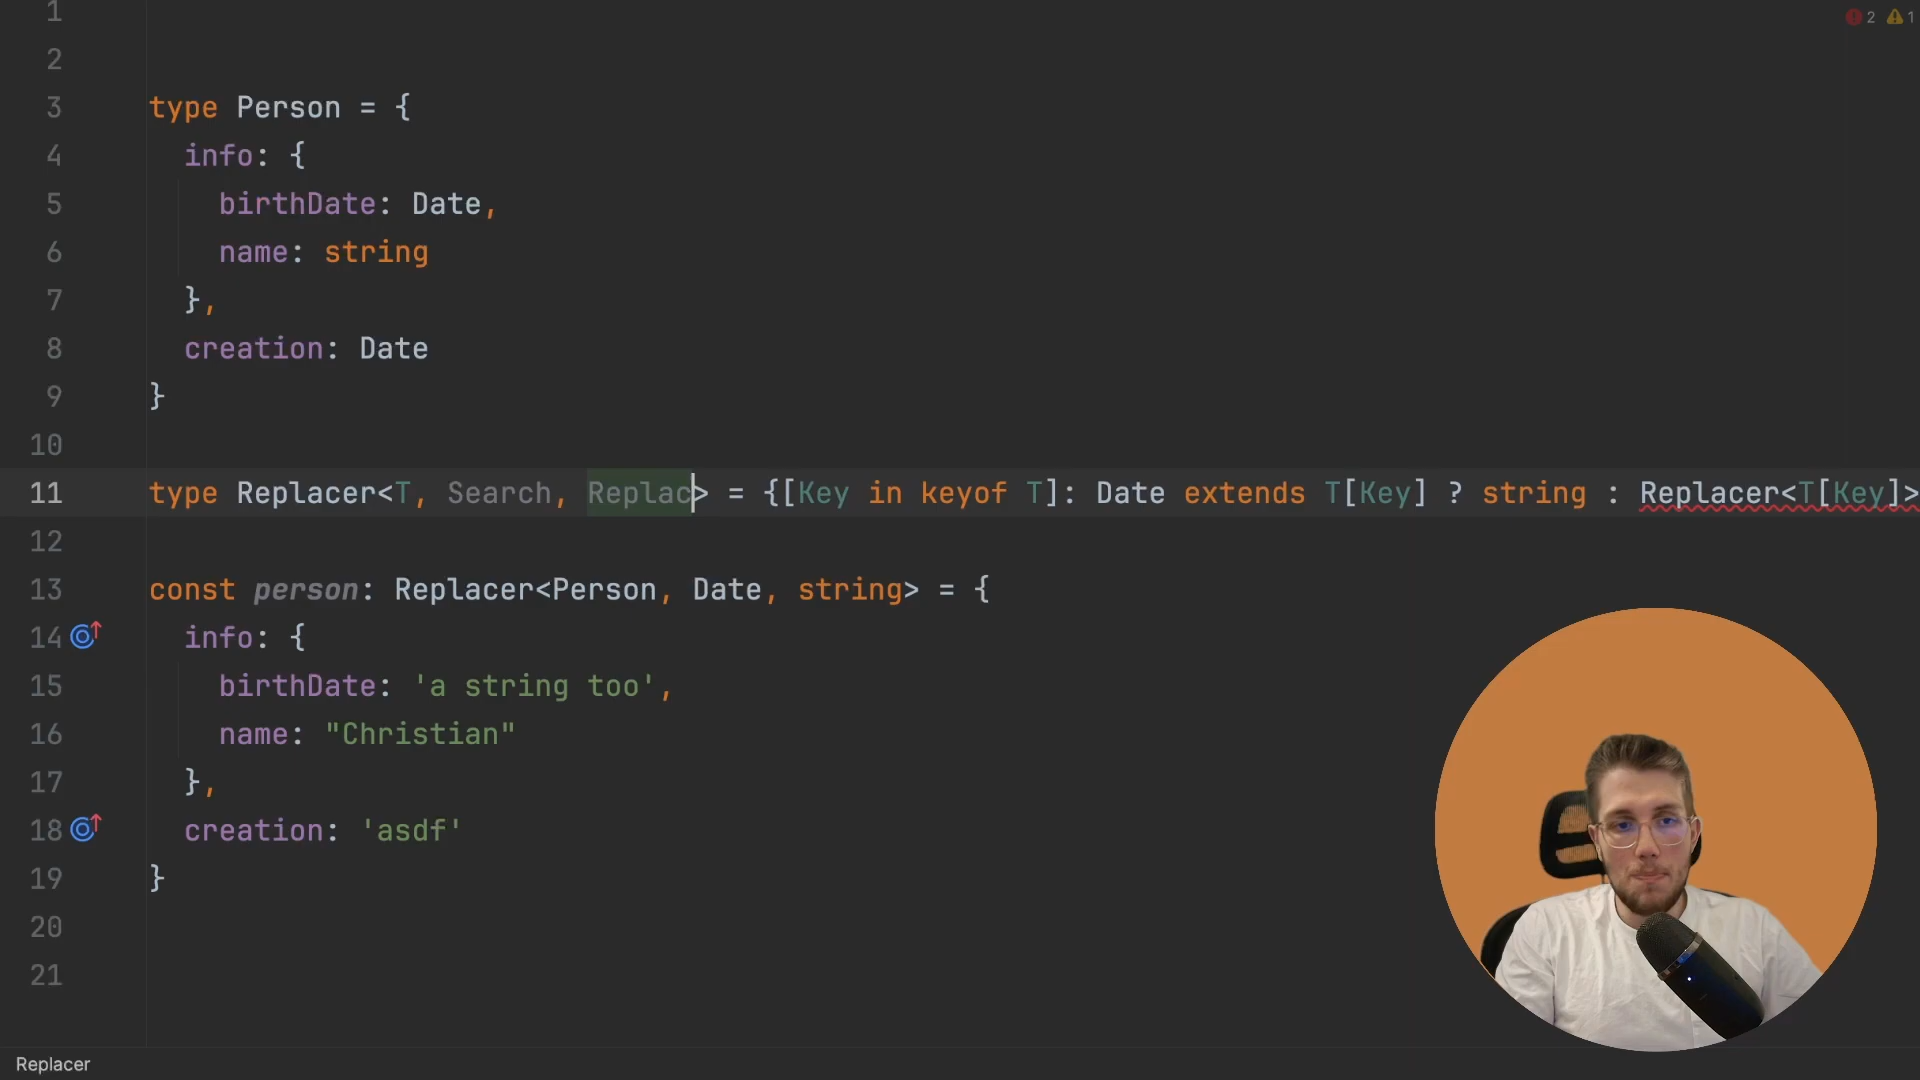 2 1
1
2
3 type Person = {
4 info: {
5 birthDate: Date,
6 name: string
7 },
8 creation: Date
9 }
10
11 type Replacer<T, Search, Replac> = {[Key in keyof T]: Date extends T[Key] ? string : Replacer<T[Key]>
12
13 const person: Replacer<Person, Date, string> = {
14 info: {
15 birthDate: 'a string too',
16 name: "Christian"
17 },
18 creation: 'asdf'
19 }
20
21
Replacer